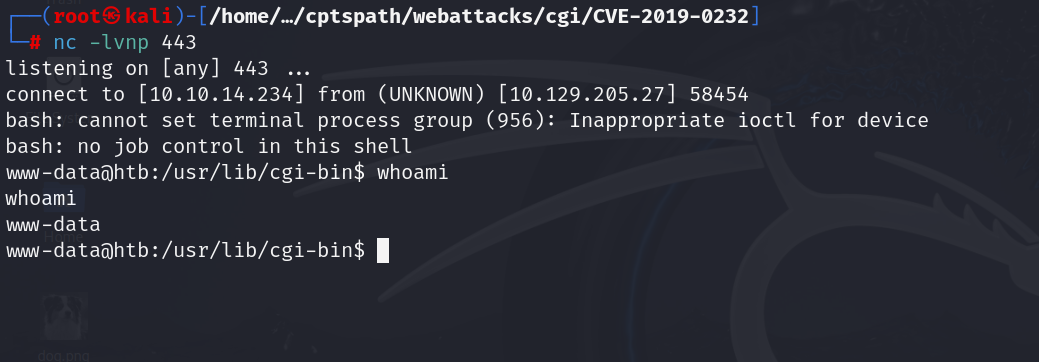 ┌──(root㉿kali)-[/home/…/cptspath/webattacks/cgi/CVE-2019-0232]
└─# nc -lvnp 443
listening on [any] 443 ...
connect to [10.10.14.234] from (UNKNOWN) [10.129.205.27] 58454
bash: cannot set terminal process group (956): Inappropriate ioctl for device
bash: no job control in this shell
www-data@htb:/usr/lib/cgi-bin$ whoami
whoami
www-data
www-data@htb:/usr/lib/cgi-bin$
dog.png